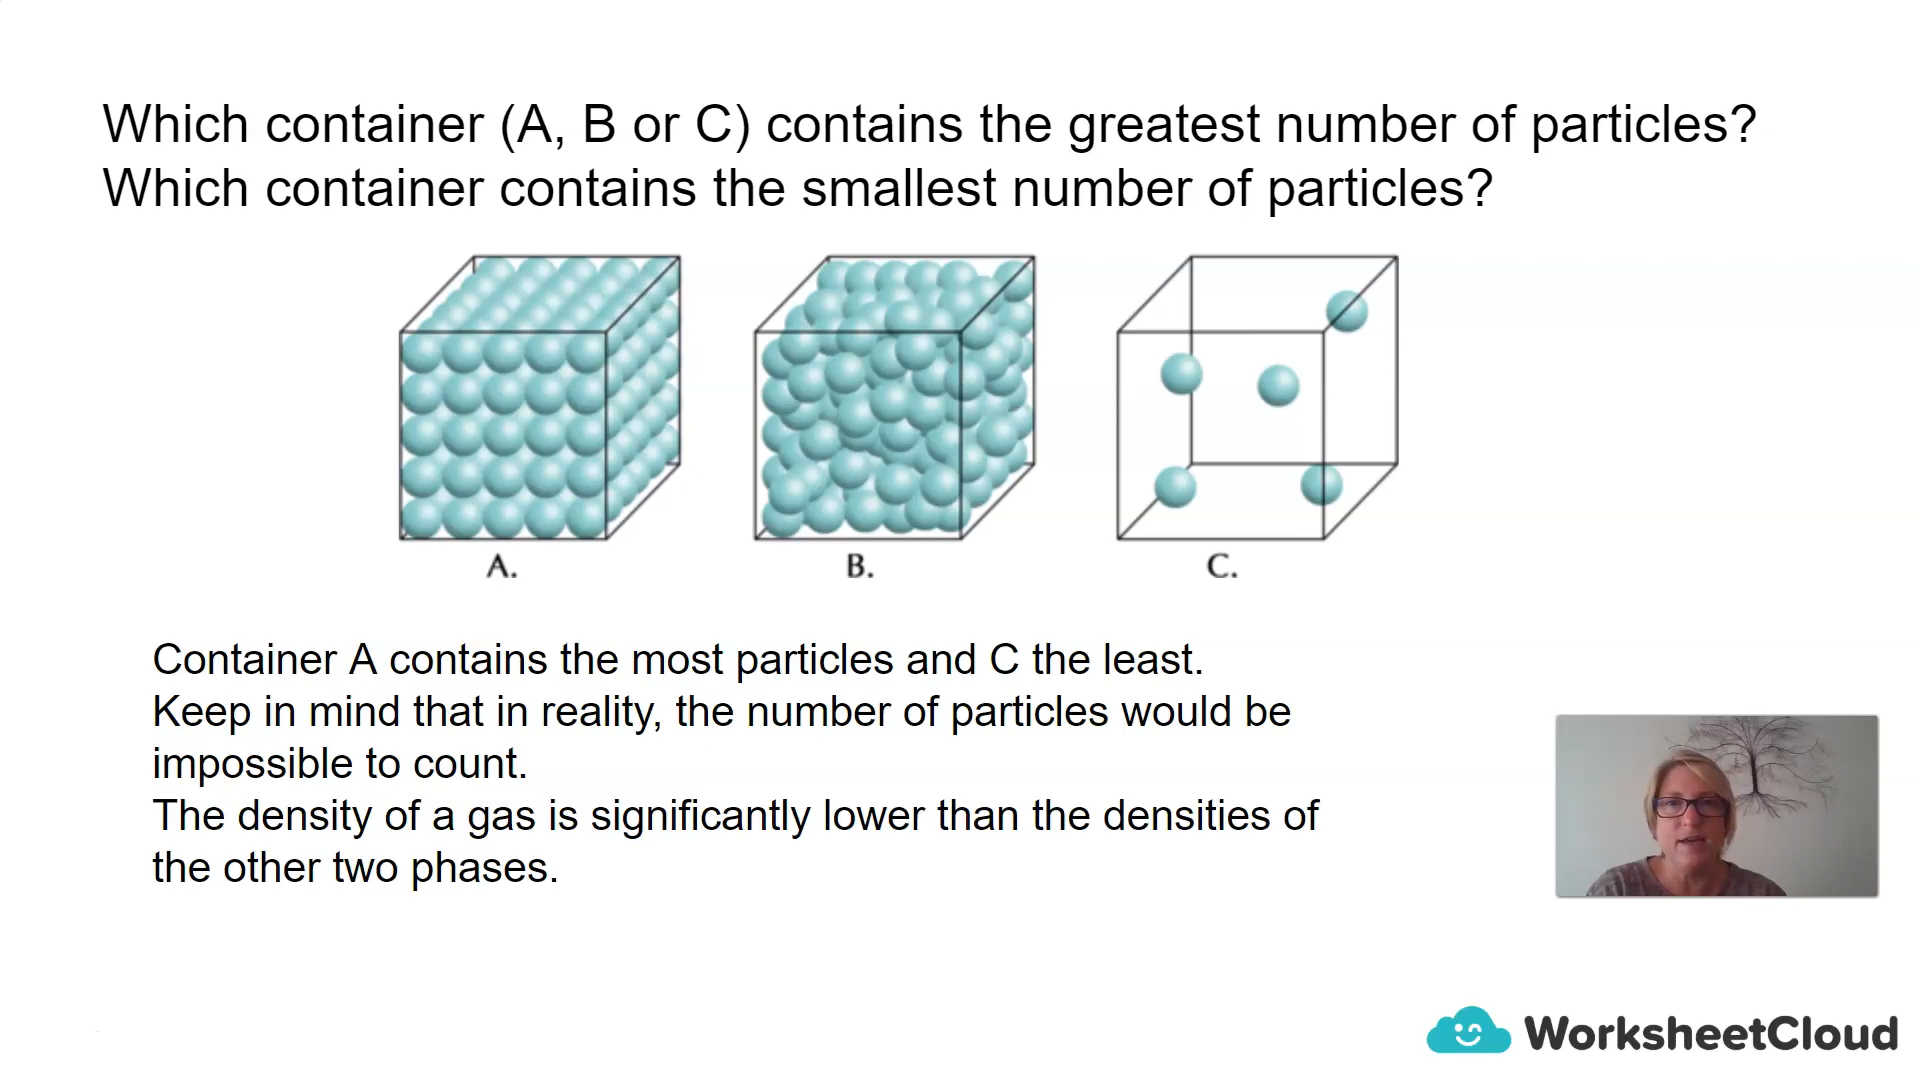 Which container (A, B or C) contains the greatest number of particles?
Which container contains the smallest number of particles?
A.
B.
C.
Container A contains the most particles and C the least.
Keep in mind that in reality, the number of particles would be
impossible to count.
The density of a gas is significantly lower than the densities of
the other two phases.
WorksheetCloud